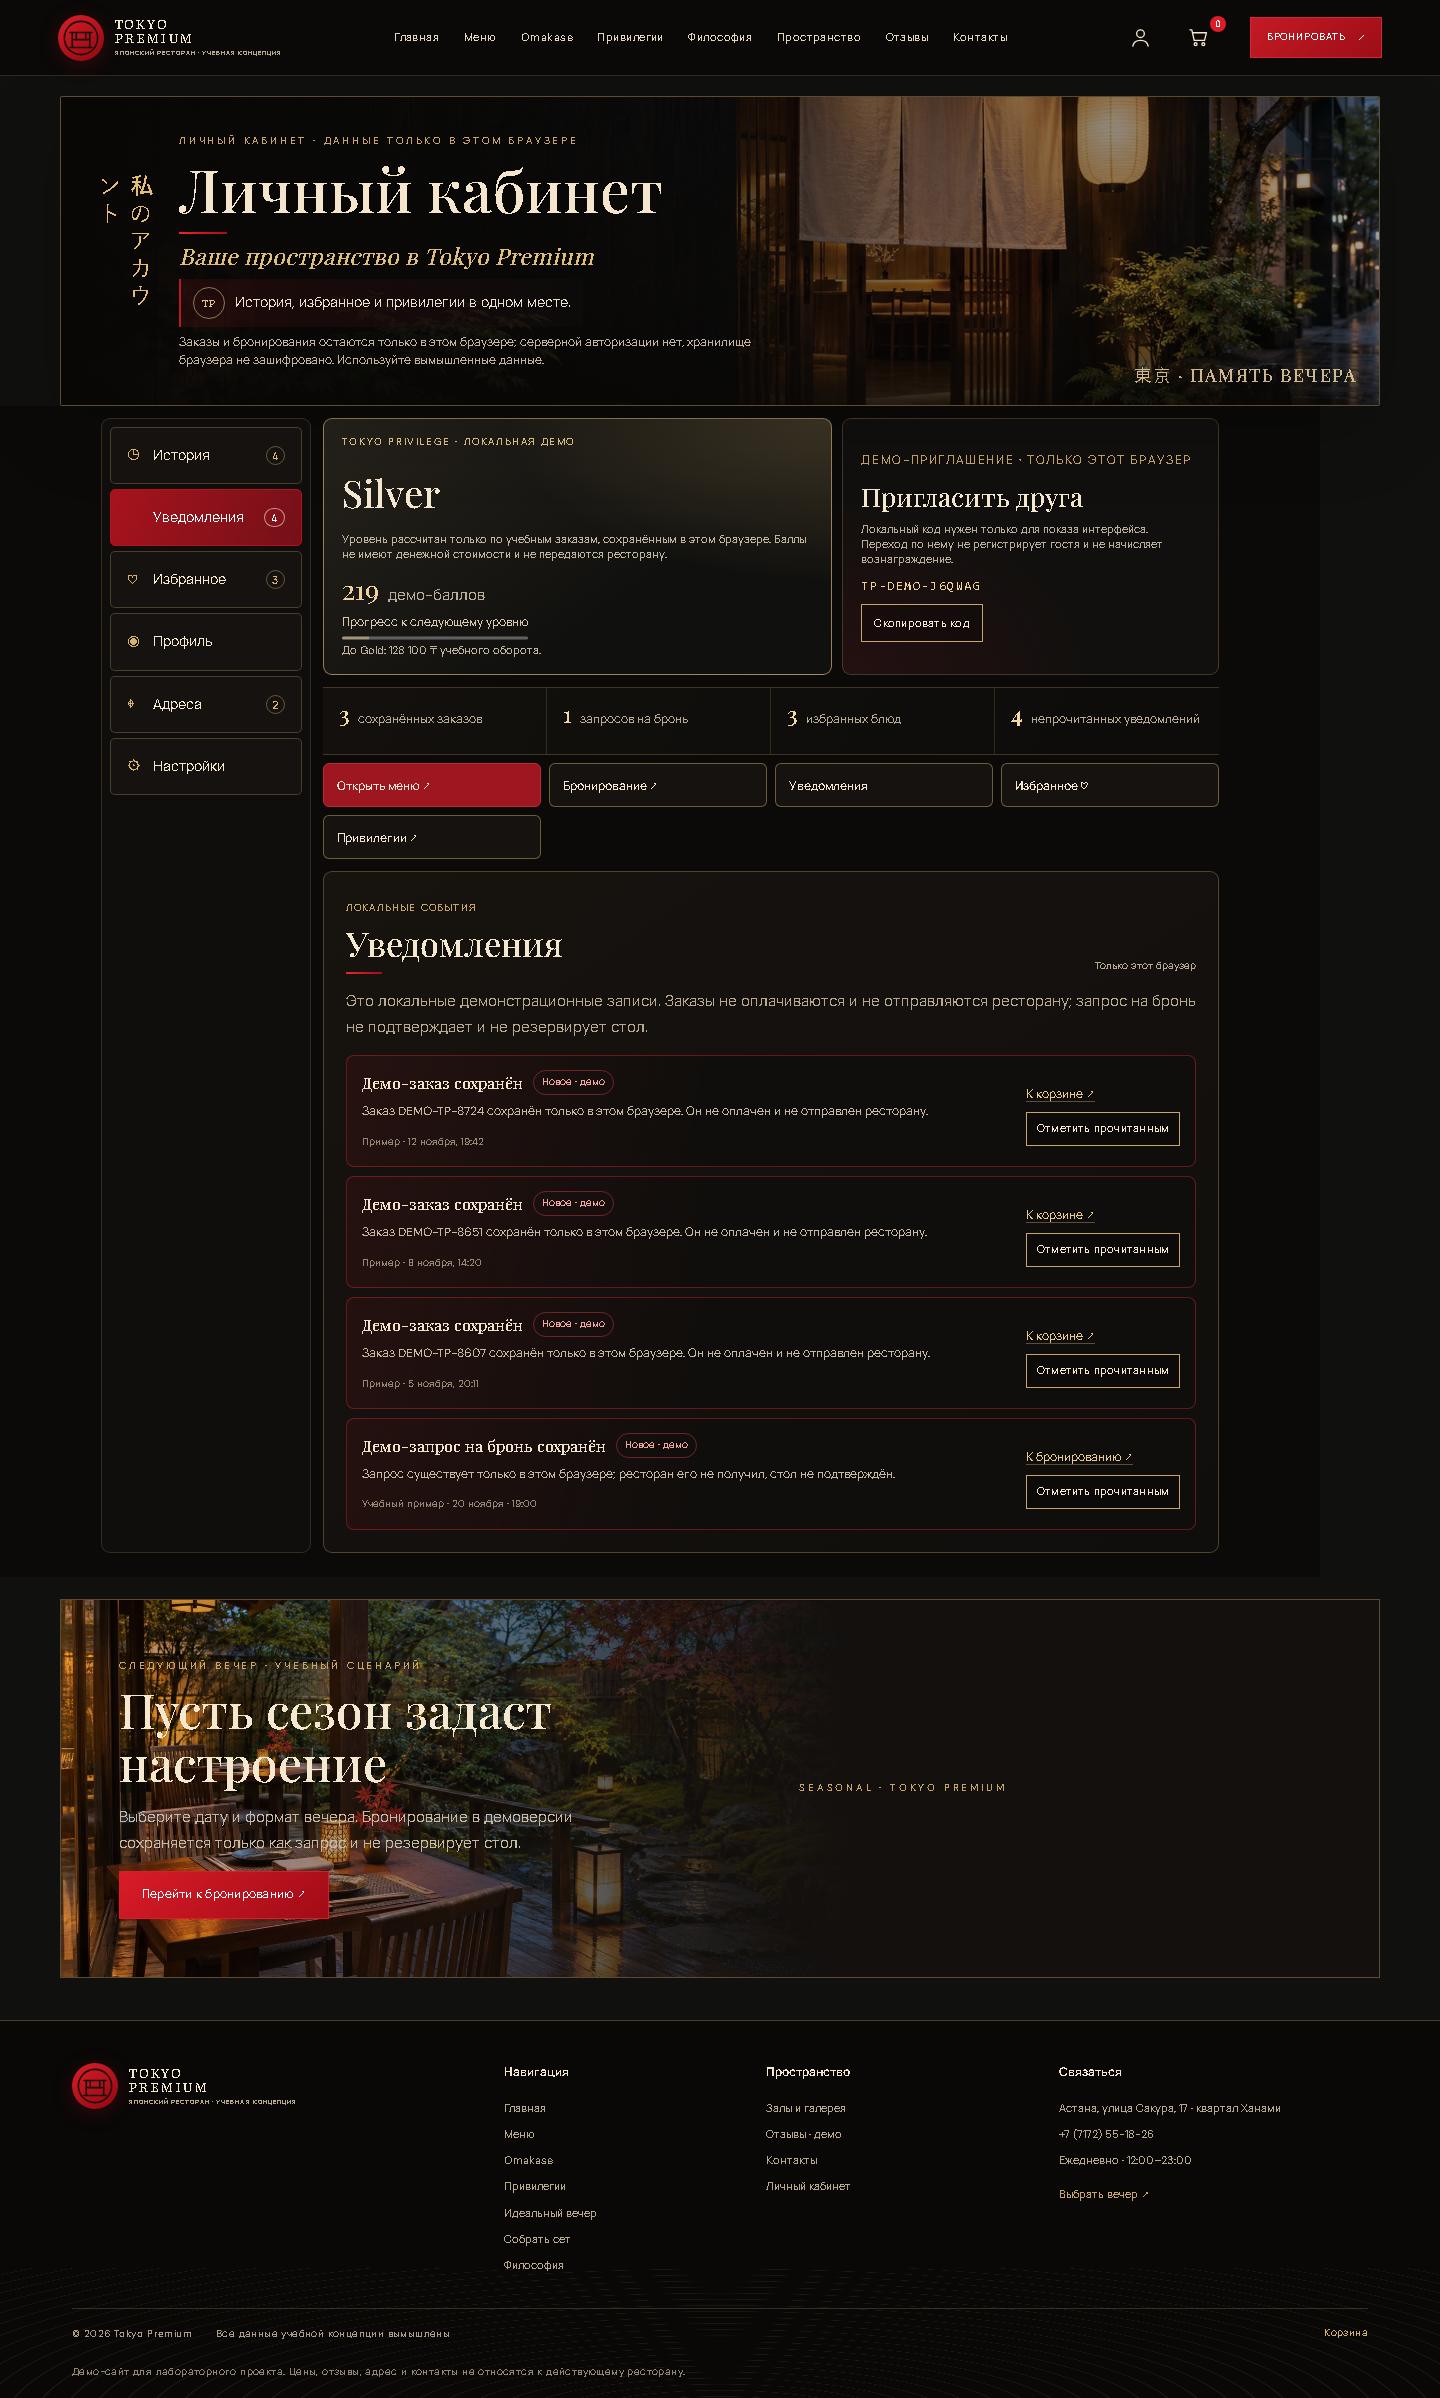 TOKYO
PREMIUM
ЯПОНСКИЙ РЕСТОРАН · УЧЕБНАЯ КОНЦЕПЦИЯ
Главная
Меню
Omakase
Привилегии
Философия
Пространство
Отзывы
Контакты
0
БРОНИРОВАТЬ ↗
ЛИЧНЫЙ КАБИНЕТ · ДАННЫЕ ТОЛЬКО В ЭТОМ БРАУЗЕРЕ
私のアカウ
ント
Личный кабинет
Ваше пространство в Tokyo Premium
TP
История, избранное и привилегии в одном месте.
Заказы и бронирования остаются только в этом браузере; серверной авторизации нет, хранилище
браузера не зашифровано. Используйте вымышленные данные.
東京 · ПАМЯТЬ ВЕЧЕРА
История 4
Уведомления 4
Избранное 3
Профиль
Адреса 2
Настройки
TOKYO PRIVILEGE · ЛОКАЛЬНАЯ ДЕМО
Silver
Уровень рассчитан только по учебным заказам, сохранённым в этом браузере. Баллы
не имеют денежной стоимости и не передаются ресторану.
219 демо-баллов
Прогресс к следующему уровню
До Gold: 128 100 ₸ учебного оборота.
ДЕМО-ПРИГЛАШЕНИЕ · ТОЛЬКО ЭТОТ БРАУЗЕР
Пригласить друга
Локальный код нужен только для показа интерфейса.
Переход по нему не регистрирует гостя и не начисляет
вознаграждение.
TP-DEMO-J6QWAG
Скопировать код
3 сохранённых заказов
1 запросов на бронь
3 избранных блюд
4 непрочитанных уведомлений
Открыть меню ↗
Бронирование ↗
Уведомления
Избранное ♡
Привилегии ↗
ЛОКАЛЬНЫЕ СОБЫТИЯ
Уведомления
Только этот браузер
Это локальные демонстрационные записи. Заказы не оплачиваются и не отправляются ресторану; запрос на бронь
не подтверждает и не резервирует стол.
Демо-заказ сохранён Новое · демо
Заказ DEMO-TP-8724 сохранён только в этом браузере. Он не оплачен и не отправлен ресторану.
Пример · 12 ноября, 19:42
К корзине ↗
Отметить прочитанным
Демо-заказ сохранён Новое · демо
Заказ DEMO-TP-8651 сохранён только в этом браузере. Он не оплачен и не отправлен ресторану.
Пример · 8 ноября, 14:20
К корзине ↗
Отметить прочитанным
Демо-заказ сохранён Новое · демо
Заказ DEMO-TP-8607 сохранён только в этом браузере. Он не оплачен и не отправлен ресторану.
Пример · 5 ноября, 20:11
К корзине ↗
Отметить прочитанным
Демо-запрос на бронь сохранён Новое · демо
Запрос существует только в этом браузере; ресторан его не получил, стол не подтверждён.
Учебный пример · 20 ноября · 19:00
К бронированию ↗
Отметить прочитанным
СЛЕДУЮЩИЙ ВЕЧЕР · УЧЕБНЫЙ СЦЕНАРИЙ
Пусть сезон задаст
настроение
Выберите дату и формат вечера. Бронирование в демоверсии
сохраняется только как запрос и не резервирует стол.
Перейти к бронированию ↗
SEASONAL · TOKYO PREMIUM
TOKYO
PREMIUM
ЯПОНСКИЙ РЕСТОРАН · УЧЕБНАЯ КОНЦЕПЦИЯ
Навигация
Главная
Меню
Omakase
Привилегии
Идеальный вечер
Собрать сет
Философия
Пространство
Залы и галерея
Отзывы · демо
Контакты
Личный кабинет
Связаться
Астана, улица Сакура, 17 · квартал Ханами
+7 (7172) 55-18-26
Ежедневно · 12:00–23:00
Выбрать вечер ↗
© 2026 Tokyo Premium
Все данные учебной концепции вымышлены
Корзина
Демо-сайт для лабораторного проекта. Цены, отзывы, адрес и контакты не относятся к действующему ресторану.